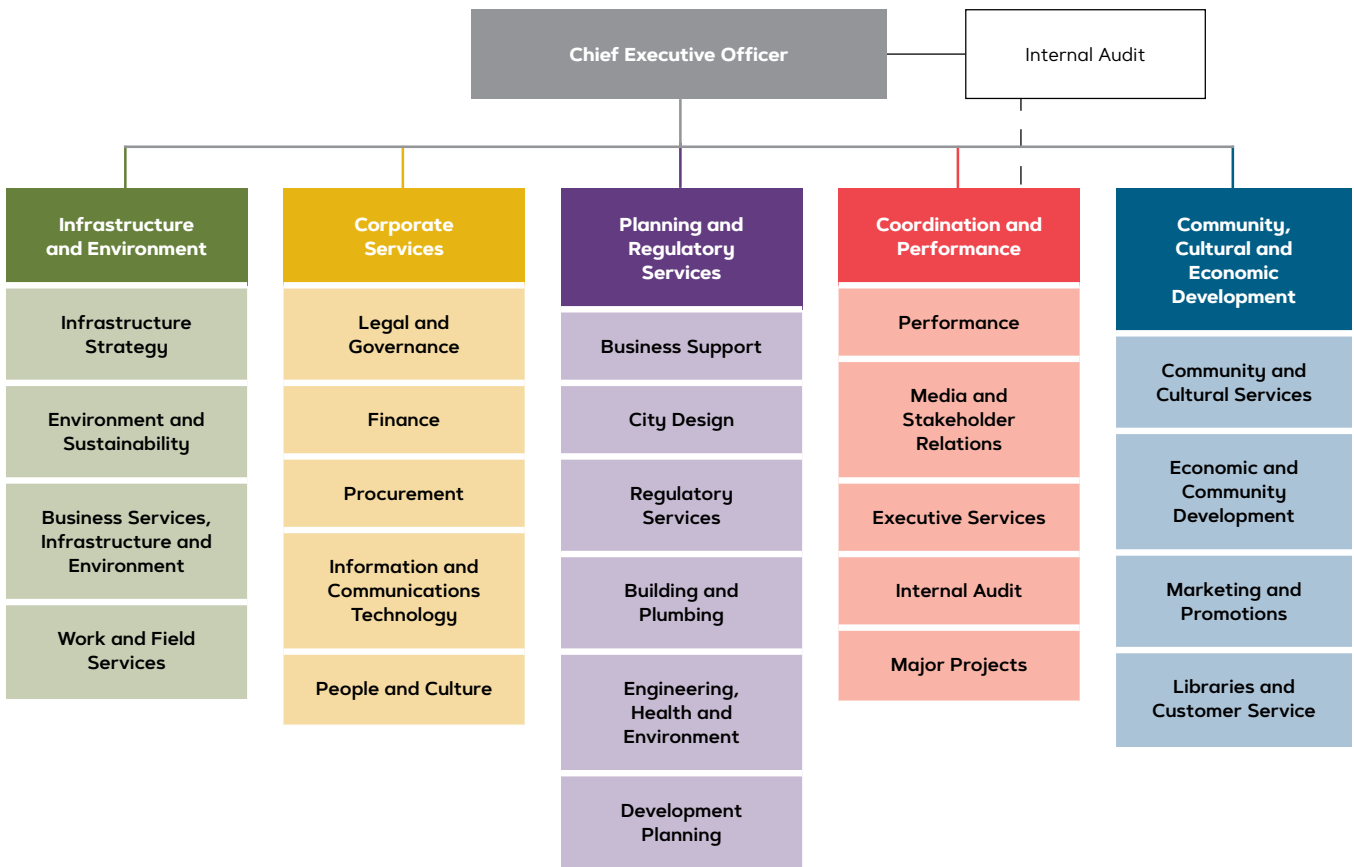 Chief Executive Officer
Internal Audit
Infrastructure
and Environment
Infrastructure
Strategy
Environment and
Sustainability
Business Services,
Infrastructure and
Environment
Work and Field
Services
Corporate
Services
Legal and
Governance
Finance
Procurement
Information and
Communications
Technology
People and Culture
Planning and
Regulatory
Services
Business Support
City Design
Regulatory
Services
Building and
Plumbing
Engineering,
Health and
Environment
Development
Planning
Coordination and
Performance
Performance
Media and
Stakeholder
Relations
Executive Services
Internal Audit
Major Projects
Community,
Cultural and
Economic
Development
Community and
Cultural Services
Economic and
Community
Development
Marketing and
Promotions
Libraries and
Customer Service